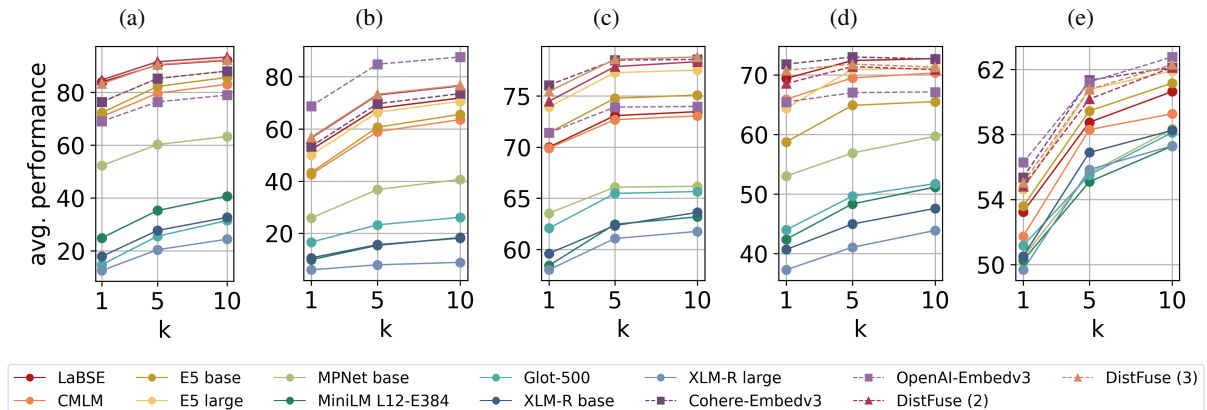 (a) (b) (c) (d) (e)
avg. performance
80
60
40
20
1 5 10
k
80
60
40
20
1 5 10
k
75
70
65
60
1 5 10
k
70
60
50
40
1 5 10
k
62
58
54
50
1 5 10
k
LaBSE E5 base MPNet base Glot-500 XLM-R large OpenAI-Embedv3 DistFuse (3)
CMLM E5 large MiniLM L12-E384 XLM-R base Cohere-Embedv3 DistFuse (2)